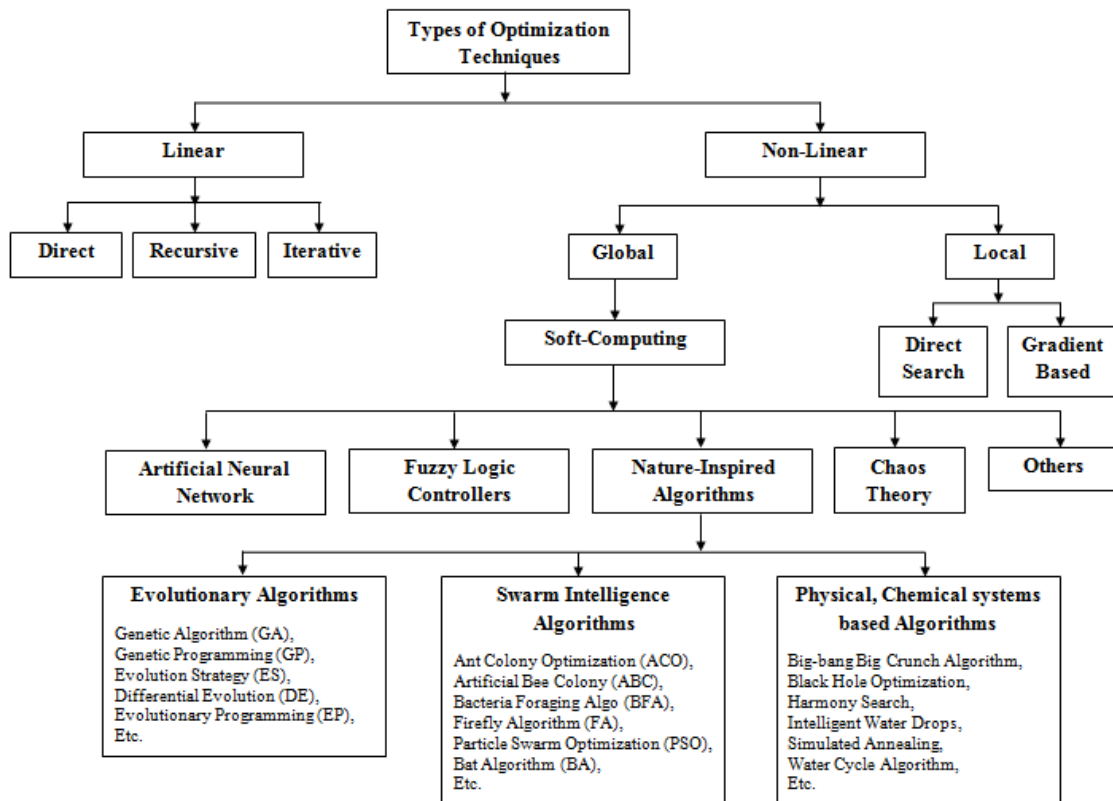 Types of Optimization
Techniques
Linear
Non-Linear
Direct
Recursive
Iterative
Global
Local
Soft-Computing
Direct
Search
Gradient
Based
Artificial Neural
Network
Fuzzy Logic
Controllers
Nature-Inspired
Algorithms
Chaos
Theory
Others
Evolutionary Algorithms
Genetic Algorithm (GA),
Genetic Programming (GP),
Evolution Strategy (ES),
Differential Evolution (DE),
Evolutionary Programming (EP),
Etc.
Swarm Intelligence
Algorithms
Ant Colony Optimization (ACO),
Artificial Bee Colony (ABC),
Bacteria Foraging Algo (BFA),
Firefly Algorithm (FA),
Particle Swarm Optimization (PSO),
Bat Algorithm (BA),
Etc.
Physical, Chemical systems
based Algorithms
Big-bang Big Crunch Algorithm,
Black Hole Optimization,
Harmony Search,
Intelligent Water Drops,
Simulated Annealing,
Water Cycle Algorithm,
Etc.